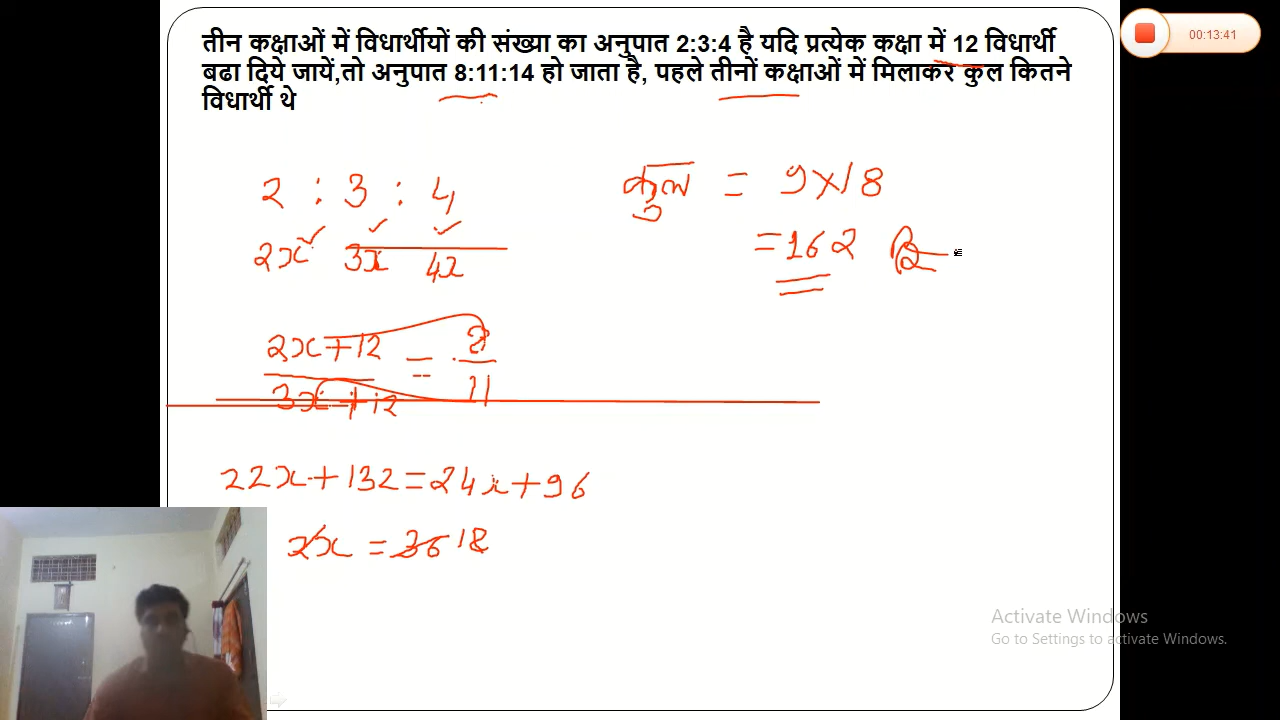 00:13:41
तीन कक्षाओं में विधार्थीयों की संख्या का अनुपात 2:3:4 है यदि प्रत्येक कक्षा में 12 विधार्थी
बढा दिये जायें,तो अनुपात 8:11:14 हो जाता है, पहले तीनों कक्षाओं में मिलाकर कुल कितने
विधार्थी थे
2 : 3 : 4
2x 3x 4x
कुल = 9×18
=162
2x+12 = 8
3x+12 11
22x+132=24x+96
2x = 36 18
Activate Windows
Go to Settings to activate Windows.